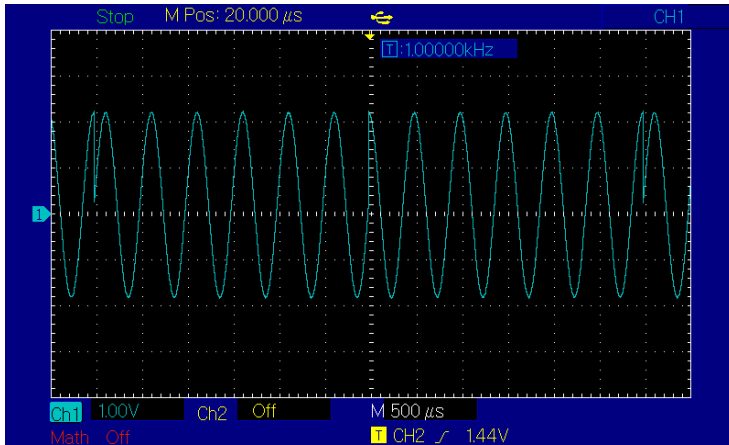 Stop M Pos: 20.000 μs CH1
T:1.00000kHz
1
Ch1 1.00V Ch2 Off M 500 μs
Math Off T CH2 1.44V